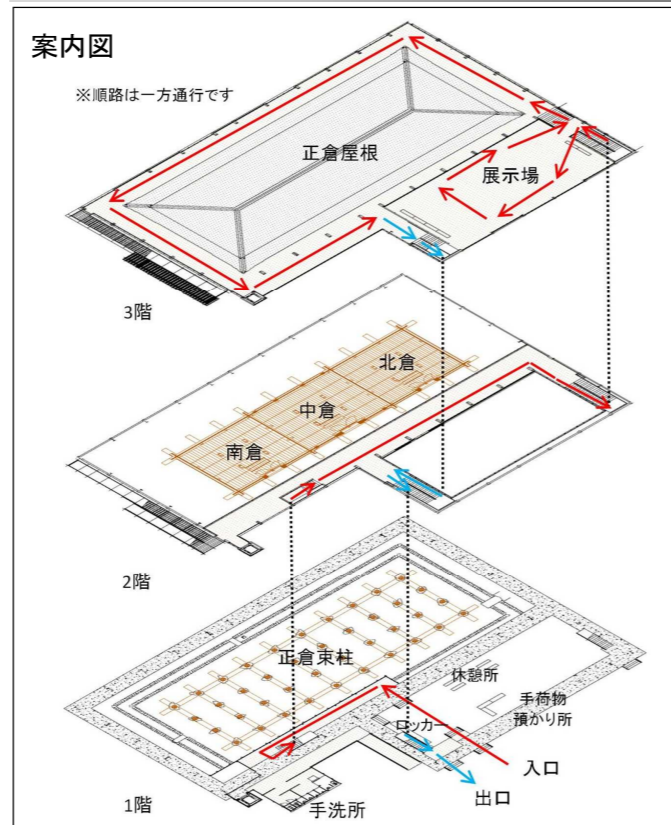 案内図
※順路は一方通行です
正倉屋根
展示場
3階
北倉
中倉
南倉
2階
正倉束柱
休憩所
手荷物
預かり所
ロッカー
入口
出口
手洗所
1階